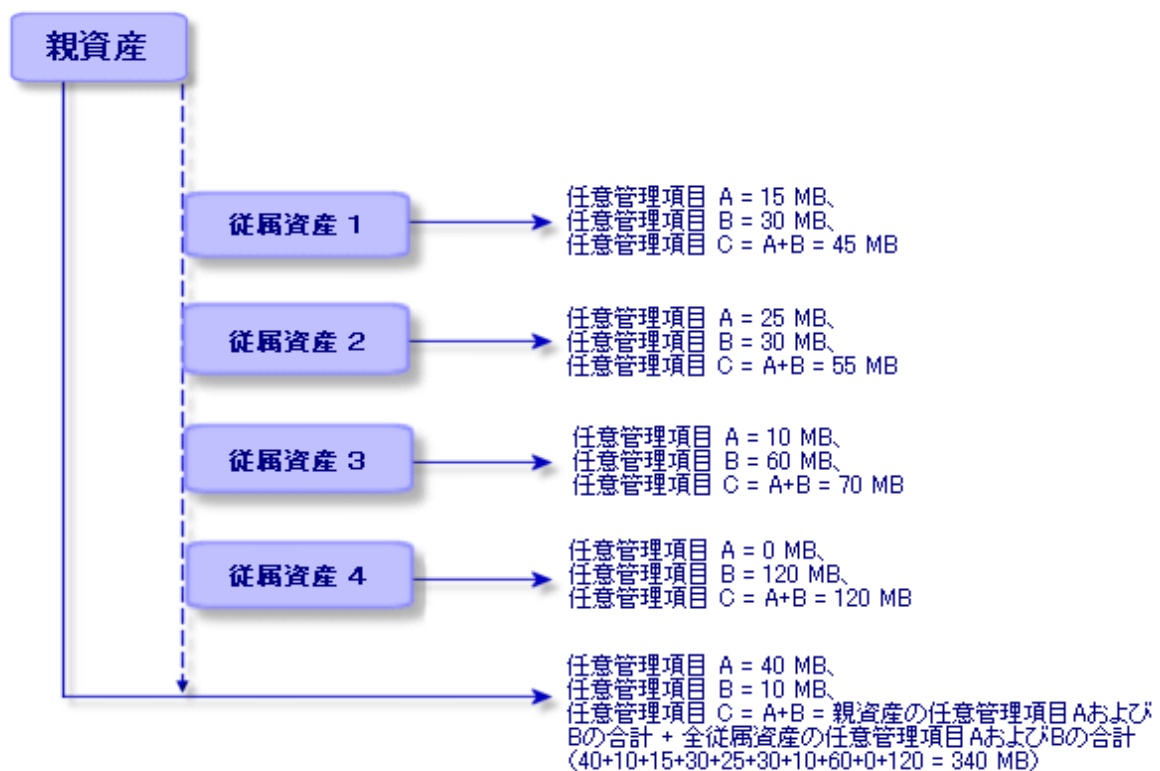 親資産
従属資産 1
任意管理項目 A = 15 MB、
任意管理項目 B = 30 MB、
任意管理項目 C = A+B = 45 MB
従属資産 2
任意管理項目 A = 25 MB、
任意管理項目 B = 30 MB、
任意管理項目 C = A+B = 55 MB
従属資産 3
任意管理項目 A = 10 MB、
任意管理項目 B = 60 MB、
任意管理項目 C = A+B = 70 MB
従属資産 4
任意管理項目 A = 0 MB、
任意管理項目 B = 120 MB、
任意管理項目 C = A+B = 120 MB
任意管理項目 A = 40 MB、
任意管理項目 B = 10 MB、
任意管理項目 C = A+B = 親資産の任意管理項目Aおよび
Bの合計 + 全従属資産の任意管理項目AおよびBの合計
(40+10+15+30+25+30+10+60+0+120 = 340 MB)